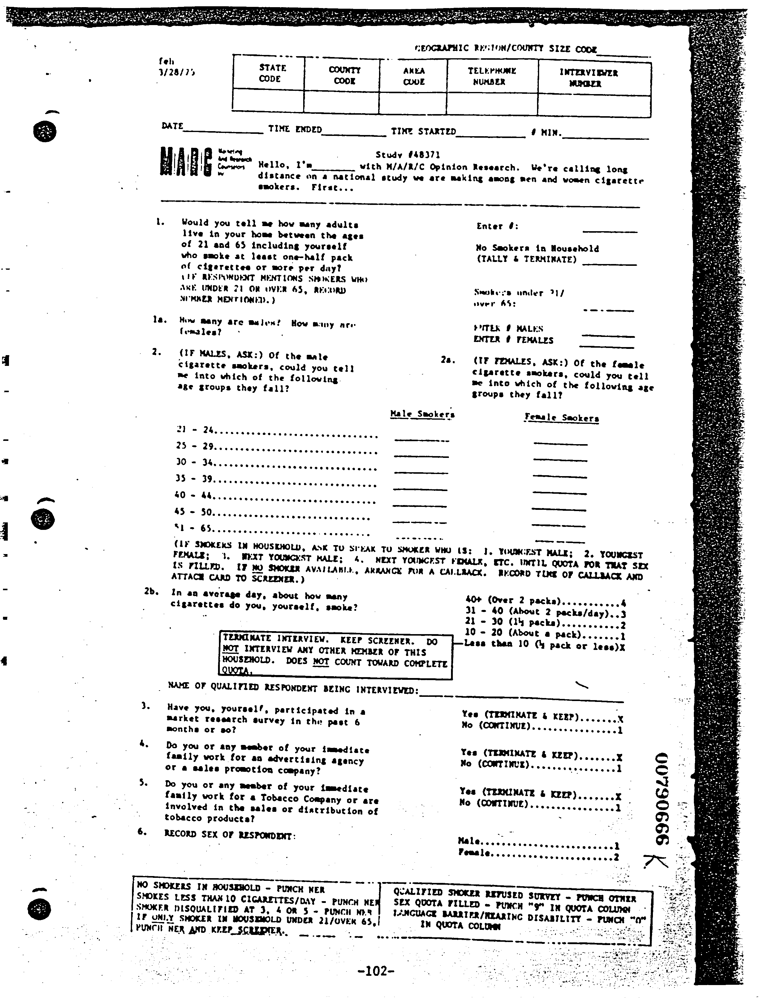 GEOGRAPHIC REGION/COUNTY SIZE CODE
feh
3/28/75
STATE CODE
COUNTY CODE
AREA CODE
TELEPHONE NUMBER
INTERVIEWER NUMBER
DATE TIME ENDED TIME STARTED # MIN.
M/A/R/C Marketing And Research Counselors Inc
Study #48371
Hello, I'm with M/A/R/C Opinion Research. We're calling long
distance on a national study we are making among men and women cigarette
smokers. First...
1. Would you tell me how many adults
live in your home between the ages
of 21 and 65 including yourself
who smoke at least one-half pack
of cigerettes or more per day?
(IF RESPONDENT MENTIONS SMOKERS WHO
ARE UNDER 21 OR OVER 65, RECORD
NUMBER MENTIONED.)
Enter #:
No Smokers in Household
(TALLY & TERMINATE)
Smokers under 21/
over 65:
1a. How many are males? How many are
females?
ENTER # MALES
ENTER # FEMALES
2. (IF MALES, ASK:) Of the male
cigarette smokers, could you tell
me into which of the following
age groups they fall?
2a. (IF FEMALES, ASK:) Of the female
cigarette smokers, could you tell
me into which of the following age
groups they fall?
Male Smokers Female Smokers
21 - 24..............................
25 - 29..............................
30 - 34..............................
35 - 39..............................
40 - 44..............................
45 - 50..............................
51 - 65..............................
(IF SMOKERS IN HOUSEHOLD, ASK TO SPEAK TO SMOKER WHO IS: 1. YOUNGEST MALE; 2. YOUNGEST
FEMALE; 3. NEXT YOUNGEST MALE; 4. NEXT YOUNGEST FEMALE, ETC. UNTIL QUOTA FOR THAT SEX
IS FILLED. IF NO SMOKER AVAILABLE, ARRANGE FOR A CALLBACK. RECORD TIME OF CALLBACK AND
ATTACH CARD TO SCREENER.)
2b. In an average day, about how many
cigarettes do you, yourself, smoke?
40+ (Over 2 packs)..........4
31 - 40 (About 2 packs/day)..3
21 - 30 (1½ packs)..........2
10 - 20 (About a pack).......1
Less than 10 (½ pack or less)X
TERMINATE INTERVIEW. KEEP SCREENER. DO
NOT INTERVIEW ANY OTHER MEMBER OF THIS
HOUSEHOLD. DOES NOT COUNT TOWARD COMPLETE
QUOTA.
NAME OF QUALIFIED RESPONDENT BEING INTERVIEWED:
3. Have you, yourself, participated in a
market research survey in the past 6
months or so?
Yes (TERMINATE & KEEP).......X
No (CONTINUE)................1
4. Do you or any member of your immediate
family work for an advertising agency
or a sales promotion company?
Yes (TERMINATE & KEEP).......X
No (CONTINUE)................1
5. Do you or any member of your immediate
family work for a Tobacco Company or are
involved in the sales or distribution of
tobacco products?
Yes (TERMINATE & KEEP).......X
No (CONTINUE)................1
6. RECORD SEX OF RESPONDENT:
Male...................1
Female...................2
00790666
K
NO SMOKERS IN HOUSEHOLD - PUNCH NER
SMOKES LESS THAN 10 CIGARETTES/DAY - PUNCH NER
SMOKER DISQUALIFIED AT 3, 4 OR 5 - PUNCH NER
IF ONLY SMOKER IN HOUSEHOLD UNDER 21/OVER 65,
PUNCH NER AND KEEP SCREENER.
QUALIFIED SMOKER REFUSED SURVEY - PUNCH OTHER
SEX QUOTA FILLED - PUNCH "9" IN QUOTA COLUMN
LANGUAGE BARRIER/HEARING DISABILITY - PUNCH "0"
IN QUOTA COLUMN
-102-